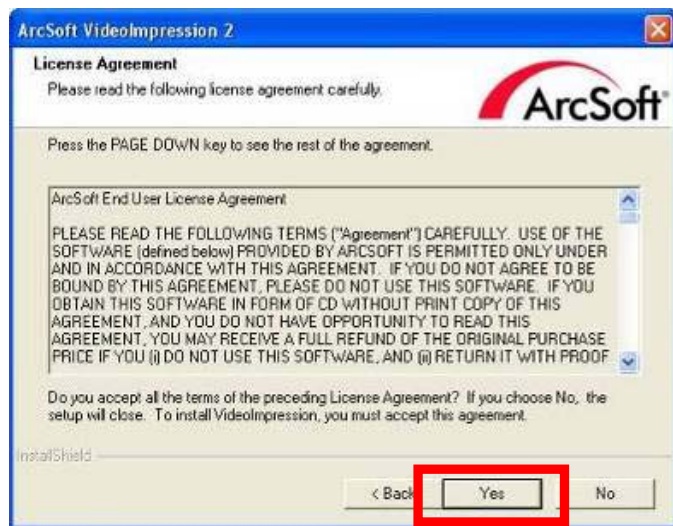 ArcSoft VideoImpression 2
License Agreement
Please read the following license agreement carefully.
ArcSoft
Press the PAGE DOWN key to see the rest of the agreement.
ArcSoft End User License Agreement
PLEASE READ THE FOLLOWING TERMS ("Agreement") CAREFULLY. USE OF THE
SOFTWARE (defined below) PROVIDED BY ARCSOFT IS PERMITTED ONLY UNDER
AND IN ACCORDANCE WITH THIS AGREEMENT. IF YOU DO NOT AGREE TO BE
BOUND BY THIS AGREEMENT, PLEASE DO NOT USE THIS SOFTWARE. IF YOU
OBTAIN THIS SOFTWARE IN FORM OF CD WITHOUT PRINT COPY OF THIS
AGREEMENT, AND YOU DO NOT HAVE OPPORTUNITY TO READ THIS
AGREEMENT, YOU MAY RECEIVE A FULL REFUND OF THE ORIGINAL PURCHASE
PRICE IF YOU (i) DO NOT USE THIS SOFTWARE, AND (ii) RETURN IT WITH PROOF
Do you accept all the terms of the preceding License Agreement? If you choose No, the
setup will close. To install VideoImpression, you must accept this agreement.
InstallShield
< Back Yes No